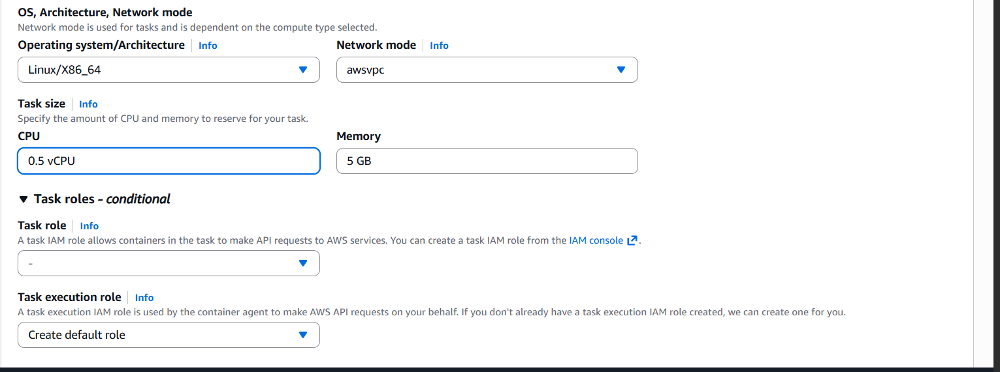 OS, Architecture, Network mode
Network mode is used for tasks and is dependent on the compute type selected.
Operating system/Architecture Info Network mode Info
Linux/X86_64 awsvpc
Task size Info
Specify the amount of CPU and memory to reserve for your task.
CPU Memory
0.5 vCPU 5 GB
Task roles - conditional
Task role Info
A task IAM role allows containers in the task to make API requests to AWS services. You can create a task IAM role from the IAM console.
-
Task execution role Info
A task execution IAM role is used by the container agent to make AWS API requests on your behalf. If you don't already have a task execution IAM role created, we can create one for you.
Create default role